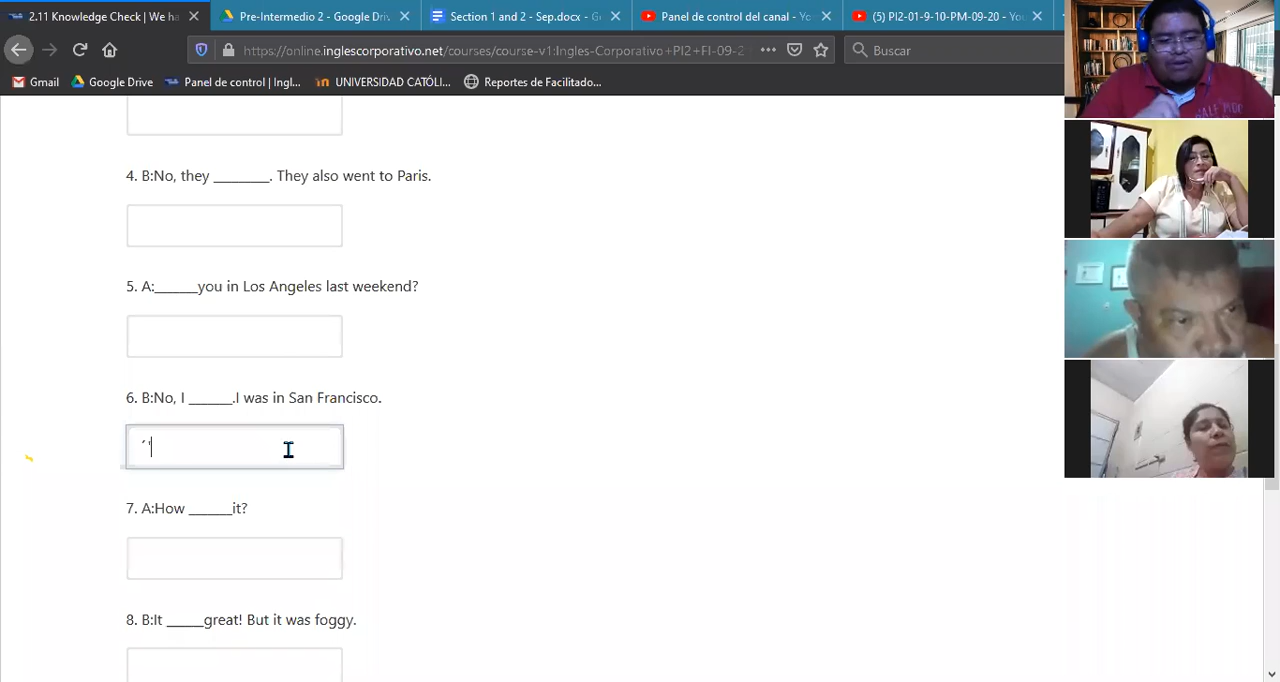 2.11 Knowledge Check | We ha
Pre-Intermedio 2 - Google Driv
Section 1 and 2 - Sep.docx - G
Panel de control del canal - Yo
(5) PI2-01-9-10-PM-09-20 - You
https://online.inglescorporativo.net/courses/course-v1:Ingles-Corporativo+PI2+FI-09-2
Buscar
Gmail
Google Drive
Panel de control | Ingl...
UNIVERSIDAD CATÓLI...
Reportes de Facilitado...
4. B:No, they ________. They also went to Paris.
5. A:______you in Los Angeles last weekend?
6. B:No, I ______.I was in San Francisco.
´'
7. A:How ______it?
8. B:It _____great! But it was foggy.